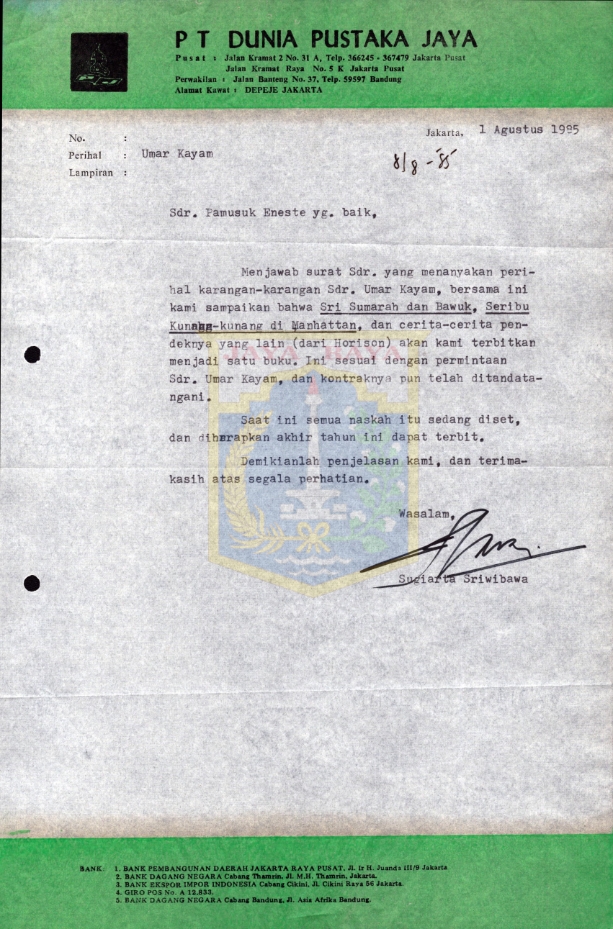 P T DUNIA PUSTAKA JAYA
Pusat : Jalan Kramat 2 No. 31 A, Telp. 366245 - 367479 Jakarta Pusat
Jalan Kramat Raya No. 5 K Jakarta Pusat
Perwakilan : Jalan Banteng No. 37, Telp. 59597 Bandung
Alamat Kawat : DEPEJE JAKARTA
Jakarta, 1 Agustus 1985
No. :
Perihal : Umar Kayam
8/8 - '85
Lampiran :
Sdr. Pamusuk Eneste yg. baik,
Menjawab surat Sdr. yang menanyakan peri-
hal karangan-karangan Sdr. Umar Kayam, bersama ini
kami sampaikan bahwa Sri Sumarah dan Bawuk, Seribu
Kunang-kunang di Manhattan, dan cerita-cerita pen-
deknya yang lain (dari Horison) akan kami terbitkan
JAYA RAYA
menjadi satu buku. Ini sesuai dengan permintaan
Sdr. Umar Kayam, dan kontraknya pun telah ditandata-
ngani.
Saat ini semua naskah itu sedang diset,
dan diharapkan akhir tahun ini dapat terbit.
Demikianlah penjelasan kami, dan terima-
kasih atas segala perhatian.
Wasalam,
Sugiarta Sriwibawa
BANK: 1. BANK PEMBANGUNAN DAERAH JAKARTA RAYA PUSAT, Jl. Ir H. Juanda III/9 Jakarta
2. BANK DAGANG NEGARA Cabang Thamrin, Jl. M.H. Thamrin, Jakarta.
3. BANK EKSPOR IMPOR INDONESIA Cabang Cikini, Jl. Cikini Raya 56 Jakarta.
4. GIRO POS No. A 12.833.
5. BANK DAGANG NEGARA Cabang Bandung, Jl. Asia Afrika Bandung.